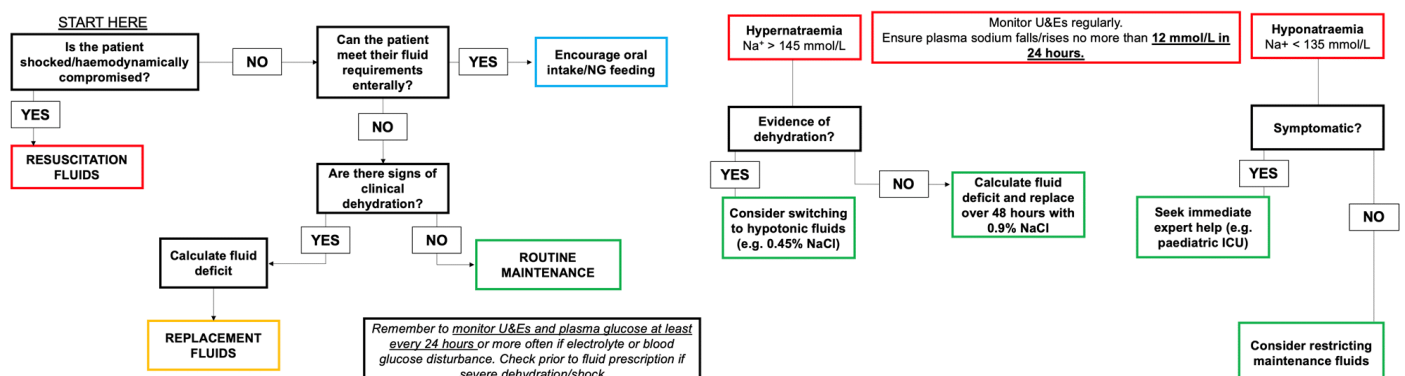 START HERE
Is the patient
shocked/haemodynamically
compromised?
NO
Can the patient
meet their fluid
requirements
enterally?
YES
Encourage oral
intake/NG feeding
YES
RESUSCITATION
FLUIDS
NO
Are there signs of
clinical
dehydration?
YES
NO
Calculate fluid
deficit
ROUTINE
MAINTENANCE
REPLACEMENT
FLUIDS
Remember to monitor U&Es and plasma glucose at least
every 24 hours or more often if electrolyte or blood
glucose disturbance. Check prior to fluid prescription if
severe dehydration/shock
Hypernatraemia
Na⁺ > 145 mmol/L
Monitor U&Es regularly.
Ensure plasma sodium falls/rises no more than 12 mmol/L in
24 hours.
Hyponatraemia
Na+ < 135 mmol/L
Evidence of
dehydration?
YES
NO
Consider switching
to hypotonic fluids
(e.g. 0.45% NaCl)
Calculate fluid
deficit and replace
over 48 hours with
0.9% NaCl
Symptomatic?
YES
NO
Seek immediate
expert help (e.g.
paediatric ICU)
Consider restricting
maintenance fluids